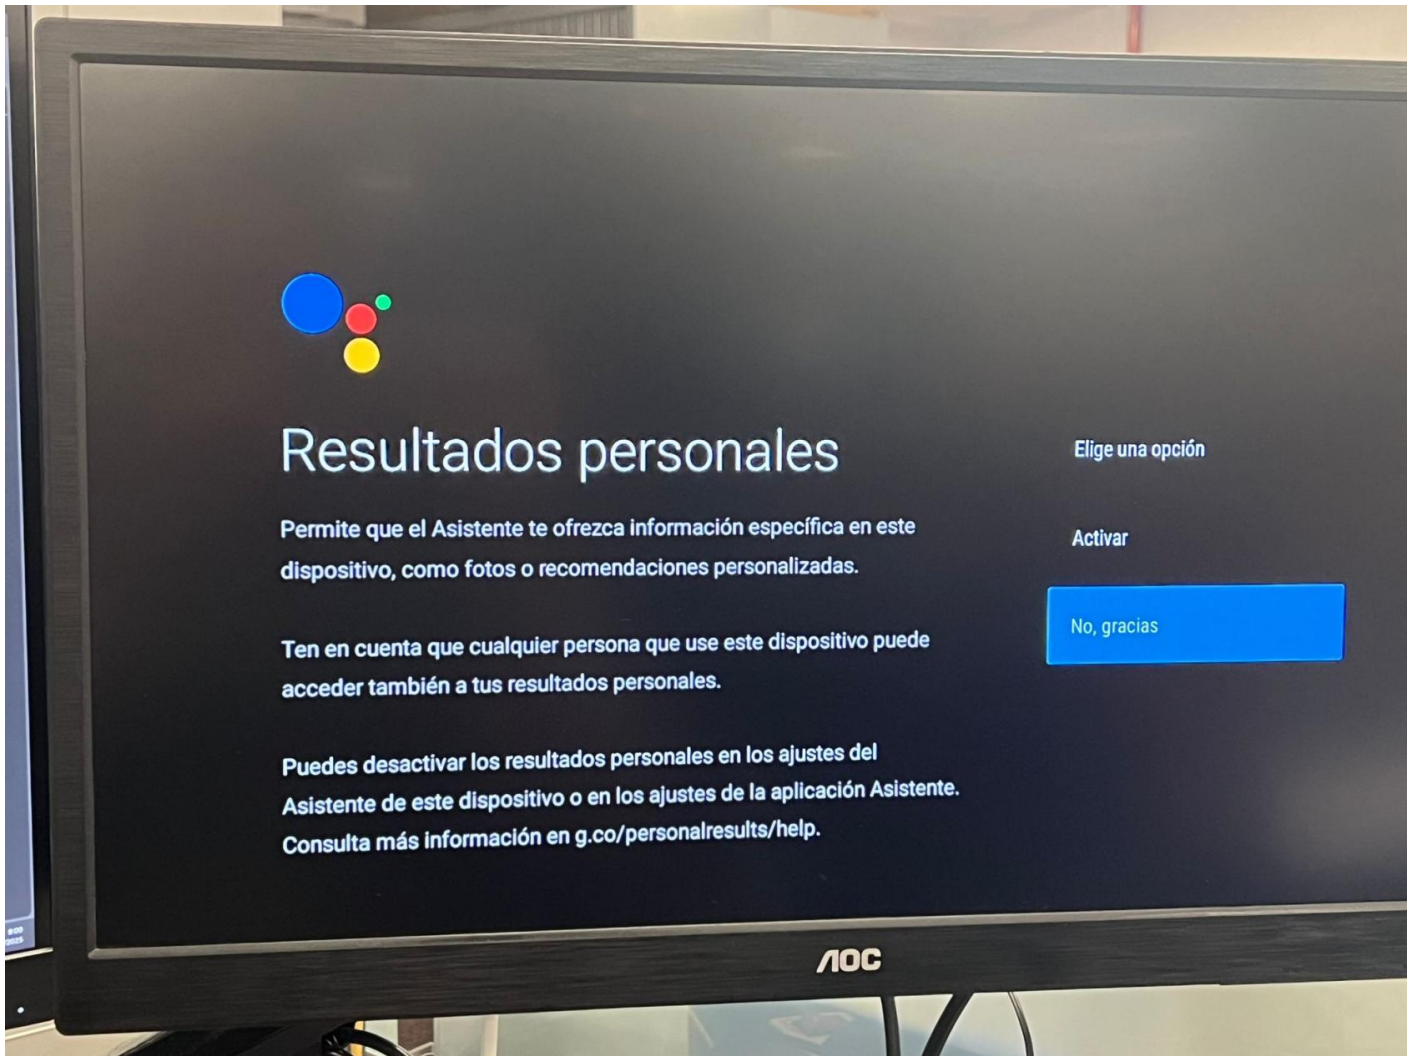 Resultados personales
Permite que el Asistente te ofrezca información específica en este
dispositivo, como fotos o recomendaciones personalizadas.
Ten en cuenta que cualquier persona que use este dispositivo puede
acceder también a tus resultados personales.
Puedes desactivar los resultados personales en los ajustes del
Asistente de este dispositivo o en los ajustes de la aplicación Asistente.
Consulta más información en g.co/personalresults/help.
Elige una opción
Activar
No, gracias
AOC